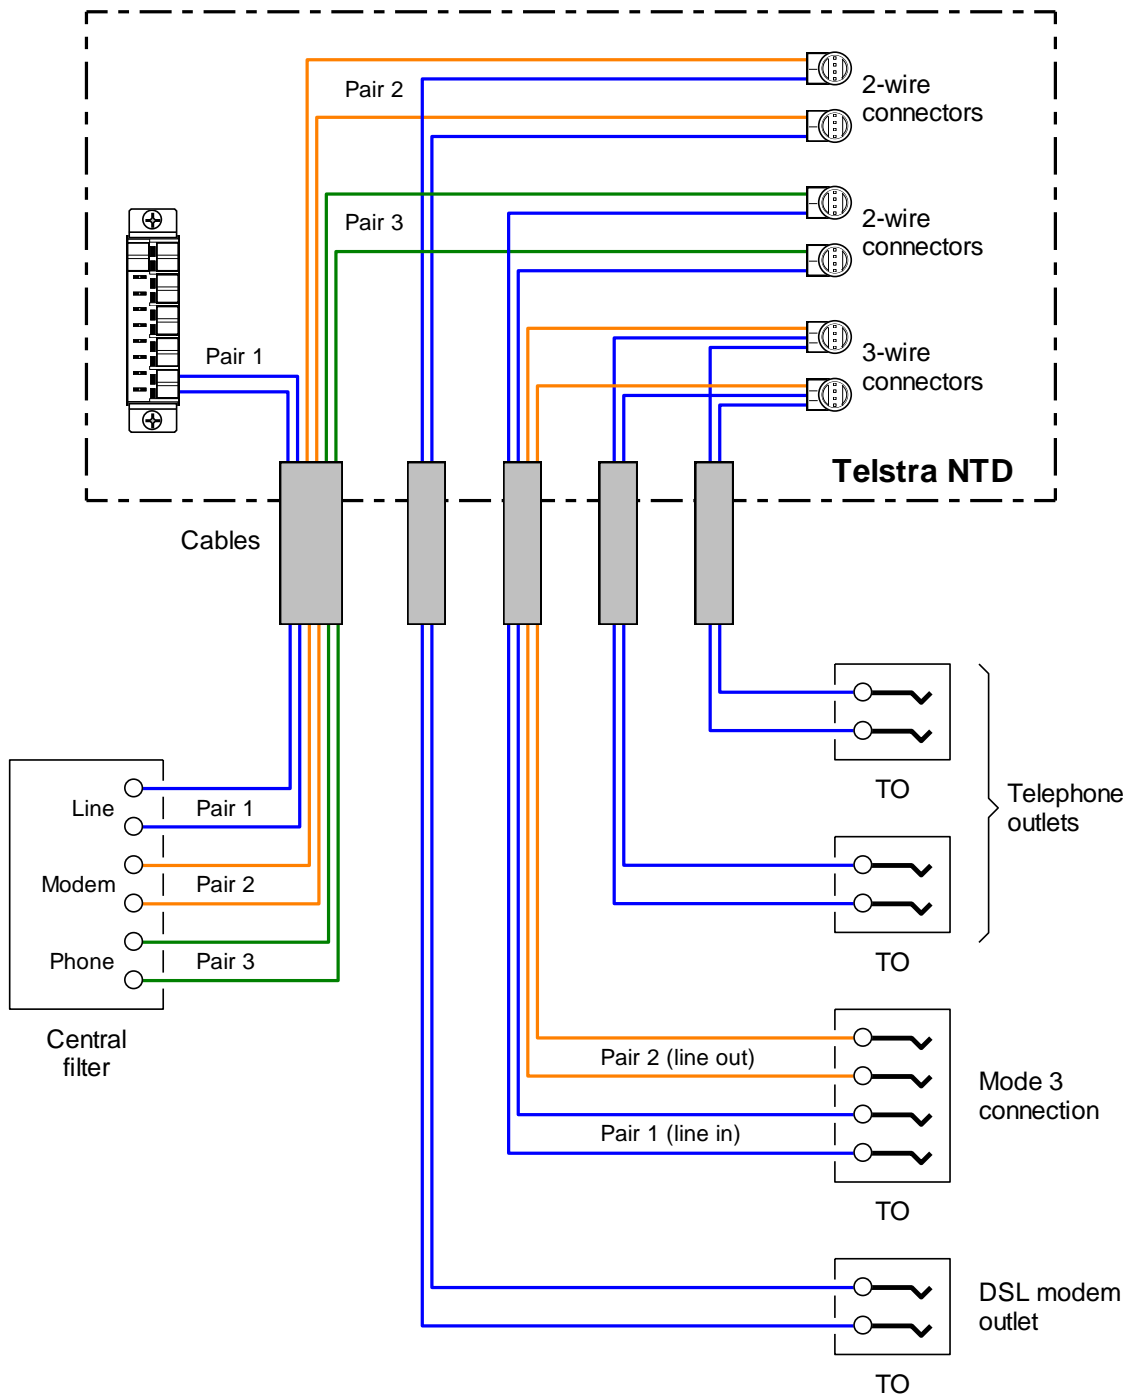 Pair 2
2-wire
connectors
Pair 3
2-wire
connectors
Pair 1
3-wire
connectors
Telstra NTD
Cables
TO
Telephone
outlets
Line
Pair 1
Modem
Pair 2
Phone
Pair 3
TO
Central
filter
Pair 2 (line out)
Mode 3
connection
Pair 1 (line in)
TO
DSL modem
outlet
TO